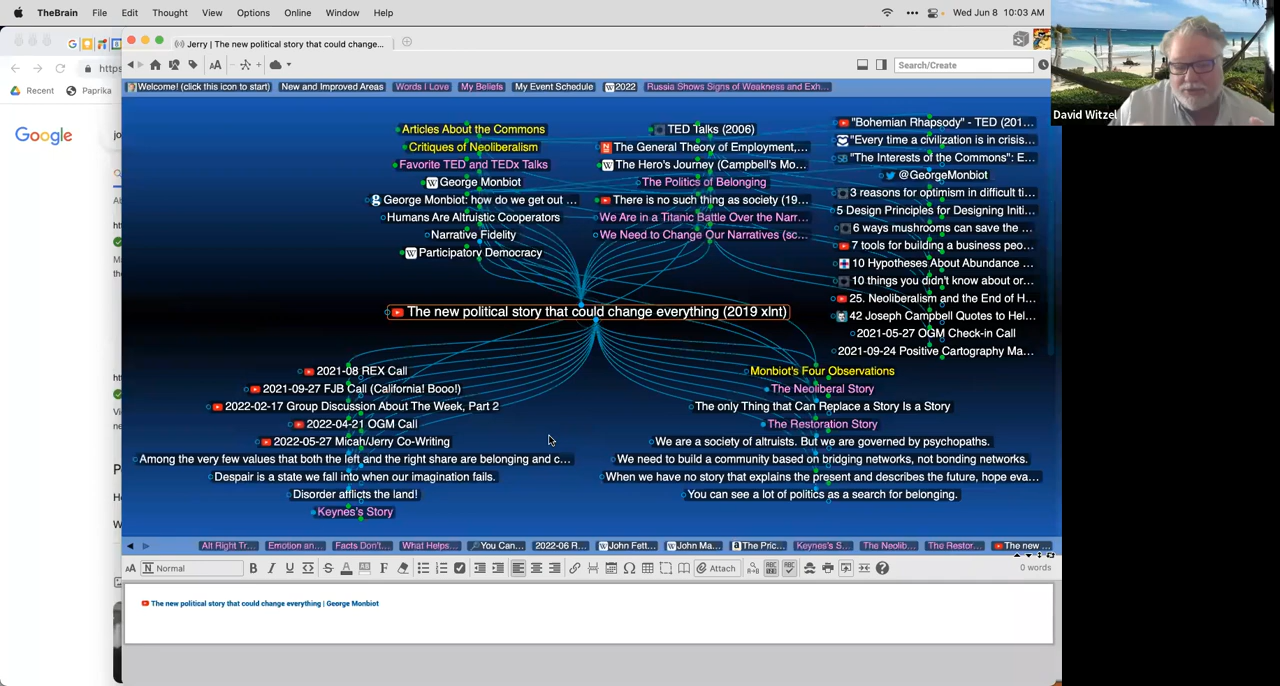 TheBrain File Edit Thought View Options Online Window Help
Wed Jun 8 10:03 AM
Jerry | The new political story that could change...
https
Recent
Paprika
AA
Search/Create
Welcome! (click this icon to start)
New and Improved Areas
Words I Love
My Beliefs
My Event Schedule
2022
Russia Shows Signs of Weakness and Exh...
Google
Articles About the Commons
Critiques of Neoliberalism
Favorite TED and TEDx Talks
George Monbiot
George Monbiot: how do we get out ...
Humans Are Altruistic Cooperators
Narrative Fidelity
Participatory Democracy
TED Talks (2006)
The General Theory of Employment,...
The Hero's Journey (Campbell's Mo...
The Politics of Belonging
There is no such thing as society (19...
We Are in a Titanic Battle Over the Narr...
We Need to Change Our Narratives (sc...
"Bohemian Rhapsody" - TED (201...
"Every time a civilization is in crisis...
"The Interests of the Commons": E...
@GeorgeMonbiot
3 reasons for optimism in difficult ti...
5 Design Principles for Designing Initi...
6 ways mushrooms can save the ...
7 tools for building a business peo...
10 Hypotheses About Abundance ...
10 things you didn't know about or...
25. Neoliberalism and the End of H...
42 Joseph Campbell Quotes to Hel...
2021-05-27 OGM Check-in Call
2021-09-24 Positive Cartography Ma...
The new political story that could change everything (2019 xlnt)
2021-08 REX Call
2021-09-27 FJB Call (California! Booo!)
2022-02-17 Group Discussion About The Week, Part 2
2022-04-21 OGM Call
2022-05-27 Micah/Jerry Co-Writing
Among the very few values that both the left and the right share are belonging and c...
Despair is a state we fall into when our imagination fails.
Disorder afflicts the land!
Keynes's Story
Monbiot's Four Observations
The Neoliberal Story
The only Thing that Can Replace a Story Is a Story
The Restoration Story
We are a society of altruists. But we are governed by psychopaths.
We need to build a community based on bridging networks, not bonding networks.
When we have no story that explains the present and describes the future, hope eva...
You can see a lot of politics as a search for belonging.
Alt Right Tr...
Emotion an...
Facts Don't...
What Helps...
You Can...
2022-06 R...
John Fett...
John Ma...
The Pric...
Keynes's S...
The Neolib...
The Restor...
The new ...
AA N Normal B I U S A F Attach 0 words
The new political story that could change everything | George Monbiot
David Witzel